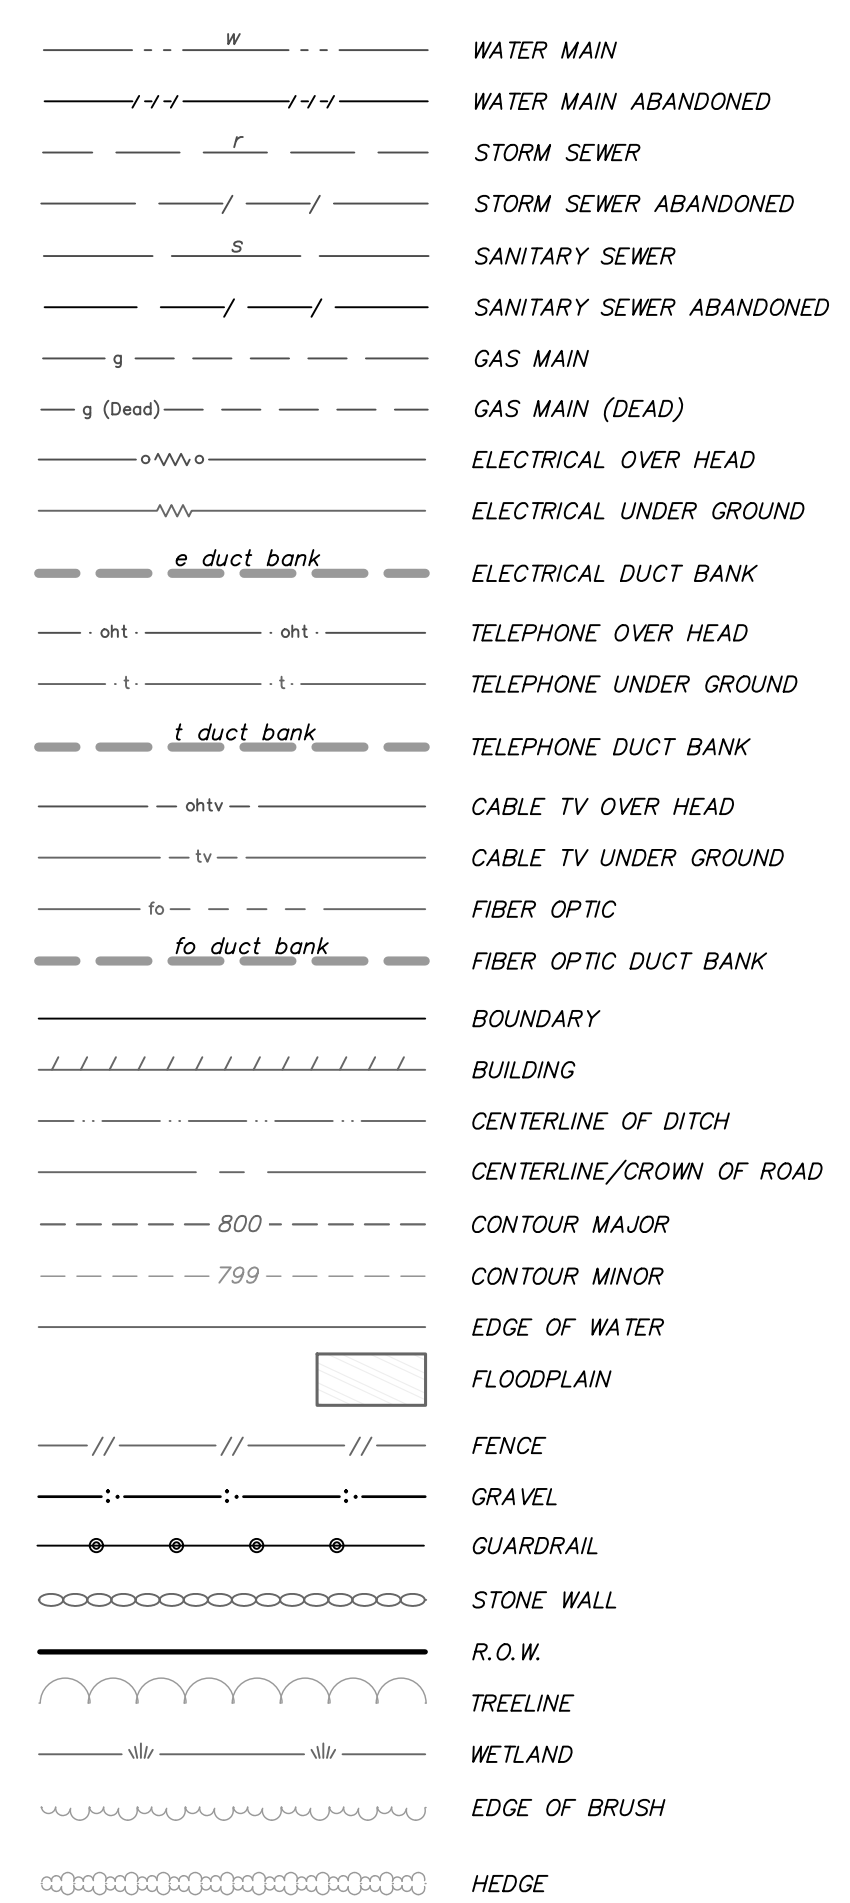 w WATER MAIN
WATER MAIN ABANDONED
r STORM SEWER
STORM SEWER ABANDONED
s SANITARY SEWER
SANITARY SEWER ABANDONED
g GAS MAIN
g (Dead) GAS MAIN (DEAD)
ELECTRICAL OVER HEAD
ELECTRICAL UNDER GROUND
e duct bank ELECTRICAL DUCT BANK
oht oht TELEPHONE OVER HEAD
t t TELEPHONE UNDER GROUND
t duct bank TELEPHONE DUCT BANK
ohtv CABLE TV OVER HEAD
tv CABLE TV UNDER GROUND
fo FIBER OPTIC
fo duct bank FIBER OPTIC DUCT BANK
BOUNDARY
BUILDING
CENTERLINE OF DITCH
CENTERLINE/CROWN OF ROAD
800 CONTOUR MAJOR
799 CONTOUR MINOR
EDGE OF WATER
FLOODPLAIN
FENCE
GRAVEL
GUARDRAIL
STONE WALL
R.O.W.
TREELINE
WETLAND
EDGE OF BRUSH
HEDGE